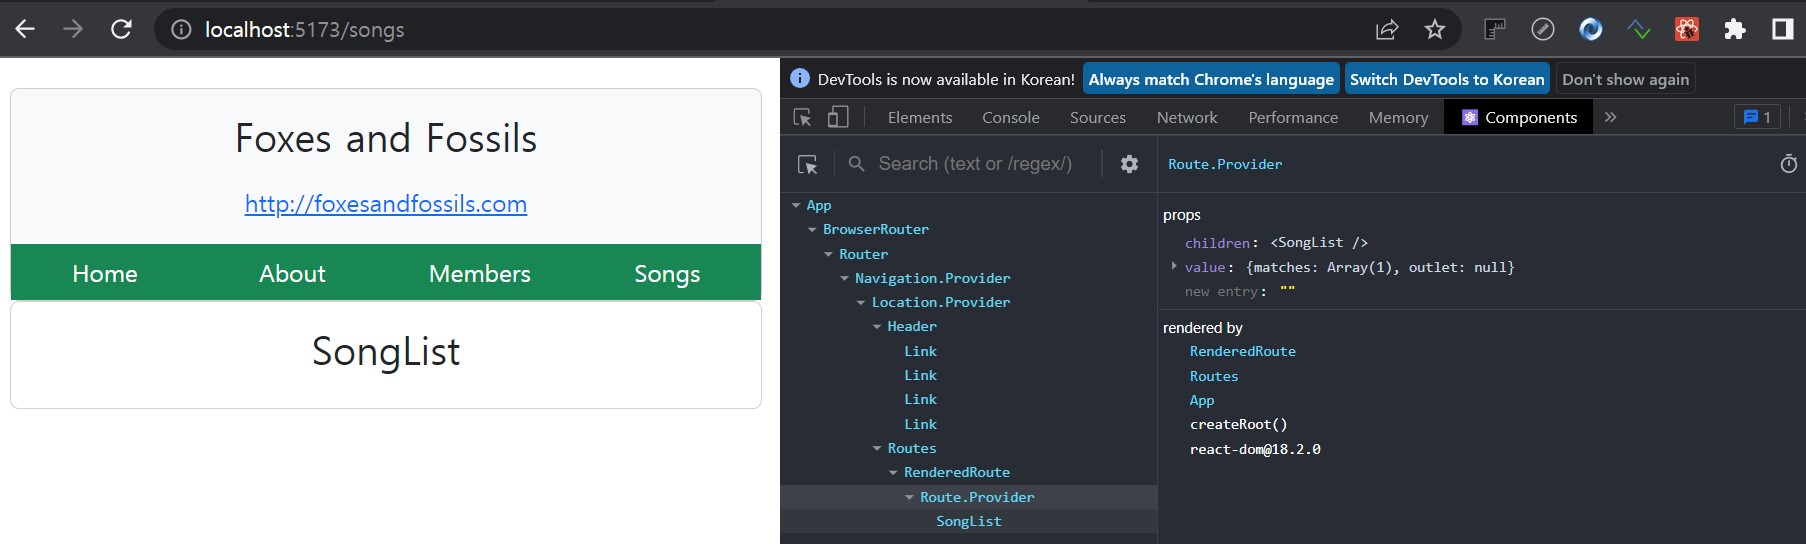 localhost:5173/songs
Foxes and Fossils
http://foxesandfossils.com
Home About Members Songs
SongList
DevTools is now available in Korean! Always match Chrome's language Switch DevTools to Korean Don't show again
Elements Console Sources Network Performance Memory Components » 1
Search (text or /regex/)
App
BrowserRouter
Router
Navigation.Provider
Location.Provider
Header
Link
Link
Link
Link
Routes
RenderedRoute
Route.Provider
SongList
Route.Provider
props
children: <SongList />
value: {matches: Array(1), outlet: null}
new entry: ""
rendered by
RenderedRoute
Routes
App
createRoot()
react-dom@18.2.0